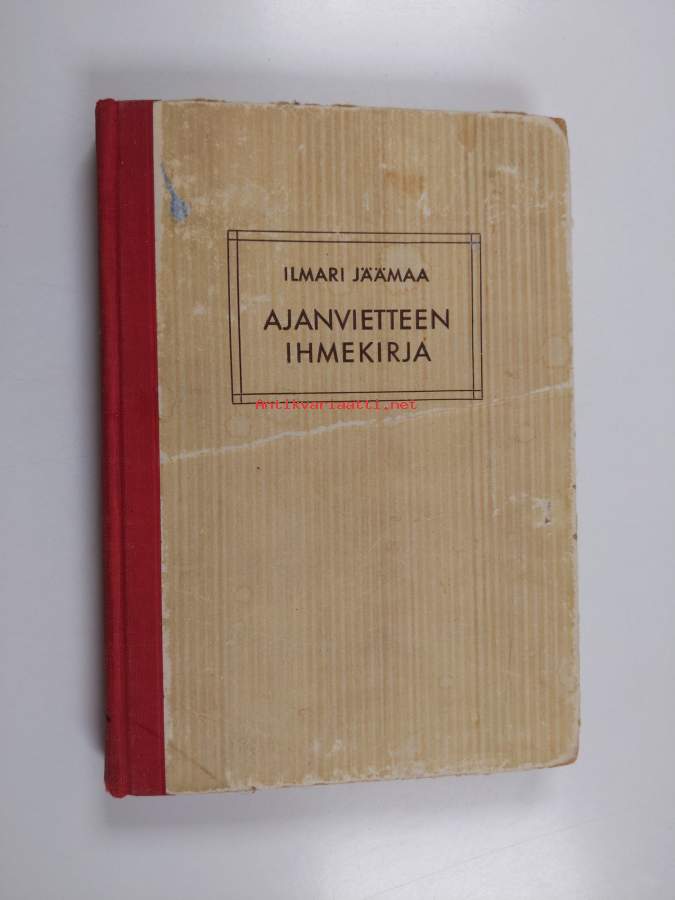 ILMARI JÄÄMAA
AJANVIETTEEN
IHMEKIRJA
Antikvariaatti.net